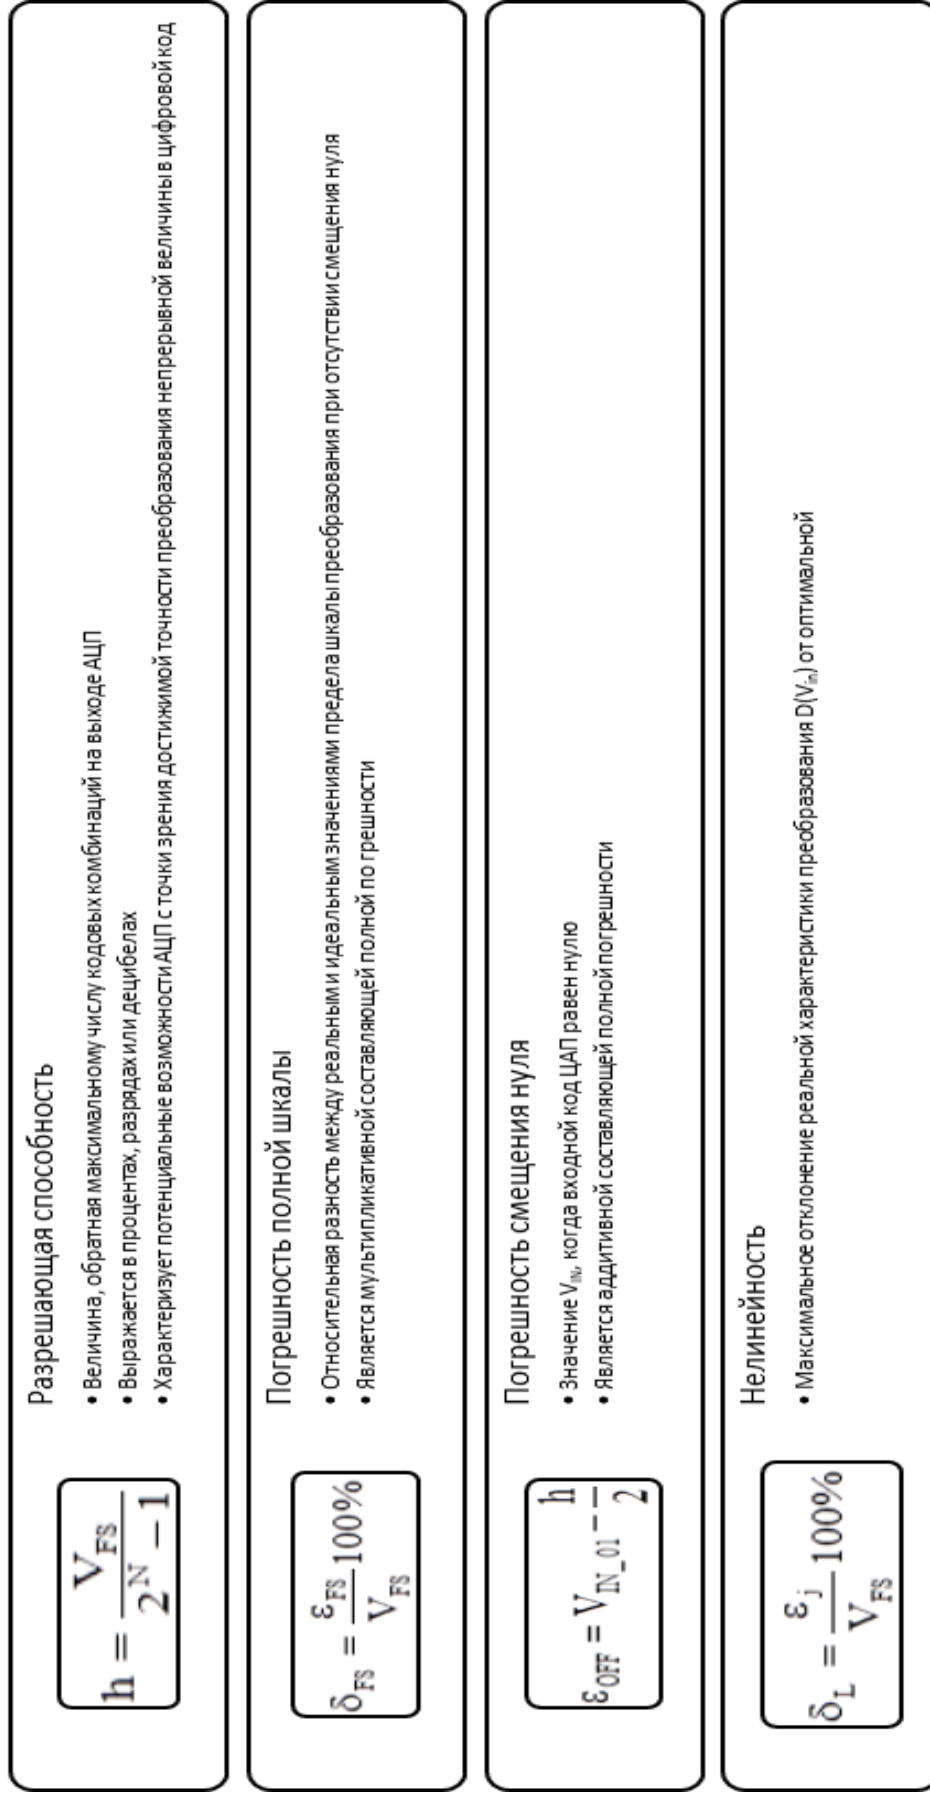 Разрешающая способность
h = V_FS / (2^N − 1)
• Величина, обратная максимальному числу кодовых комбинаций на выходе АЦП
• Выражается в процентах, разрядах или децибелах
• Характеризует потенциальные возможности АЦП с точки зрения достижимой точности преобразования непрерывной величины в цифровой код
Погрешность полной шкалы
δ_FS = ε_FS / V_FS 100%
• Относительная разность между реальным и идеальным значениями предела шкалы преобразования при отсутствии смещения нуля
• Является мультипликативной составляющей полной по грешности
Погрешность смещения нуля
ε_OFF = V_IN_01 − h / 2
• Значение V_IN, когда входной код ЦАП равен нулю
• Является аддитивной составляющей полной погрешности
Нелинейность
δ_L = ε_j / V_FS 100%
• Максимальное отклонение реальной характеристики преобразования D(V_in) от оптимальной